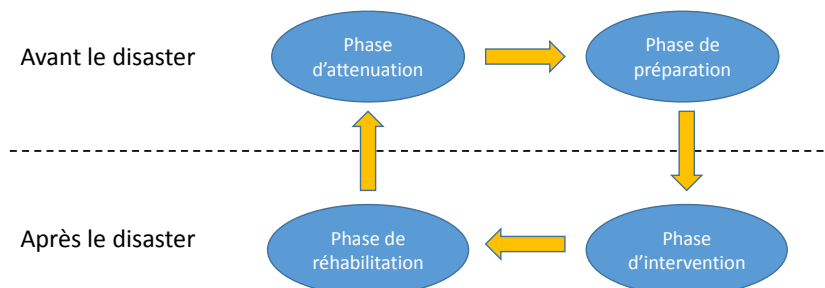 Avant le disaster
Phase
d'attenuation
Phase de
préparation
Après le disaster
Phase de
réhabilitation
Phase
d'intervention